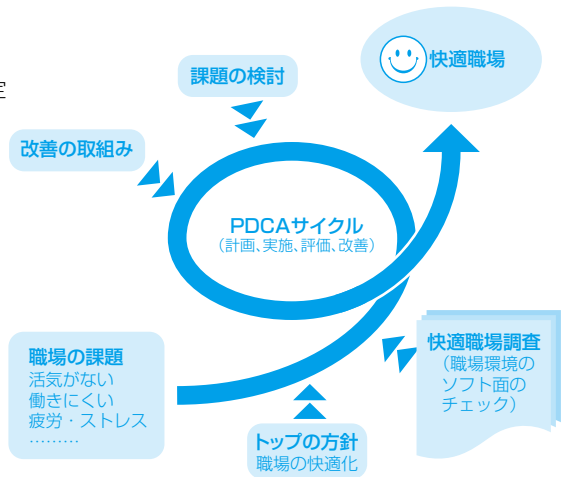 快適職場
課題の検討
定
改善の取組み
PDCAサイクル
（計画、実施、評価、改善）
職場の課題
活気がない
働きにくい
疲労・ストレス
………
快適職場調査
（職場環境の
ソフト面の
チェック）
トップの方針
職場の快適化